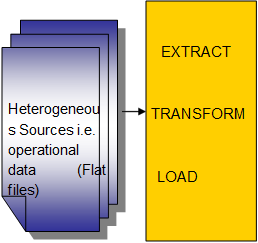 Heterogeneou
s Sources i.e.
operational
data (Flat
files)
EXTRACT
TRANSFORM
LOAD